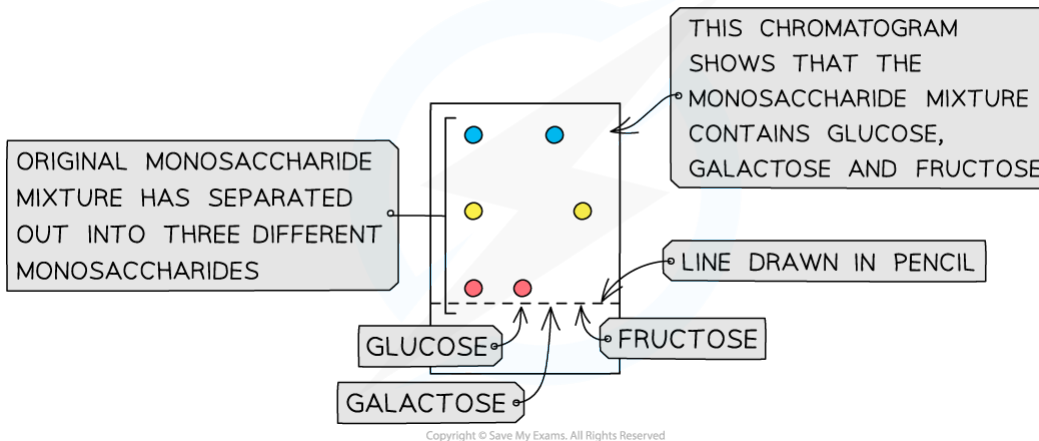 THIS CHROMATOGRAM
SHOWS THAT THE
MONOSACCHARIDE MIXTURE
CONTAINS GLUCOSE,
GALACTOSE AND FRUCTOSE
ORIGINAL MONOSACCHARIDE
MIXTURE HAS SEPARATED
OUT INTO THREE DIFFERENT
MONOSACCHARIDES
LINE DRAWN IN PENCIL
GLUCOSE
FRUCTOSE
GALACTOSE
Copyright © Save My Exams. All Rights Reserved